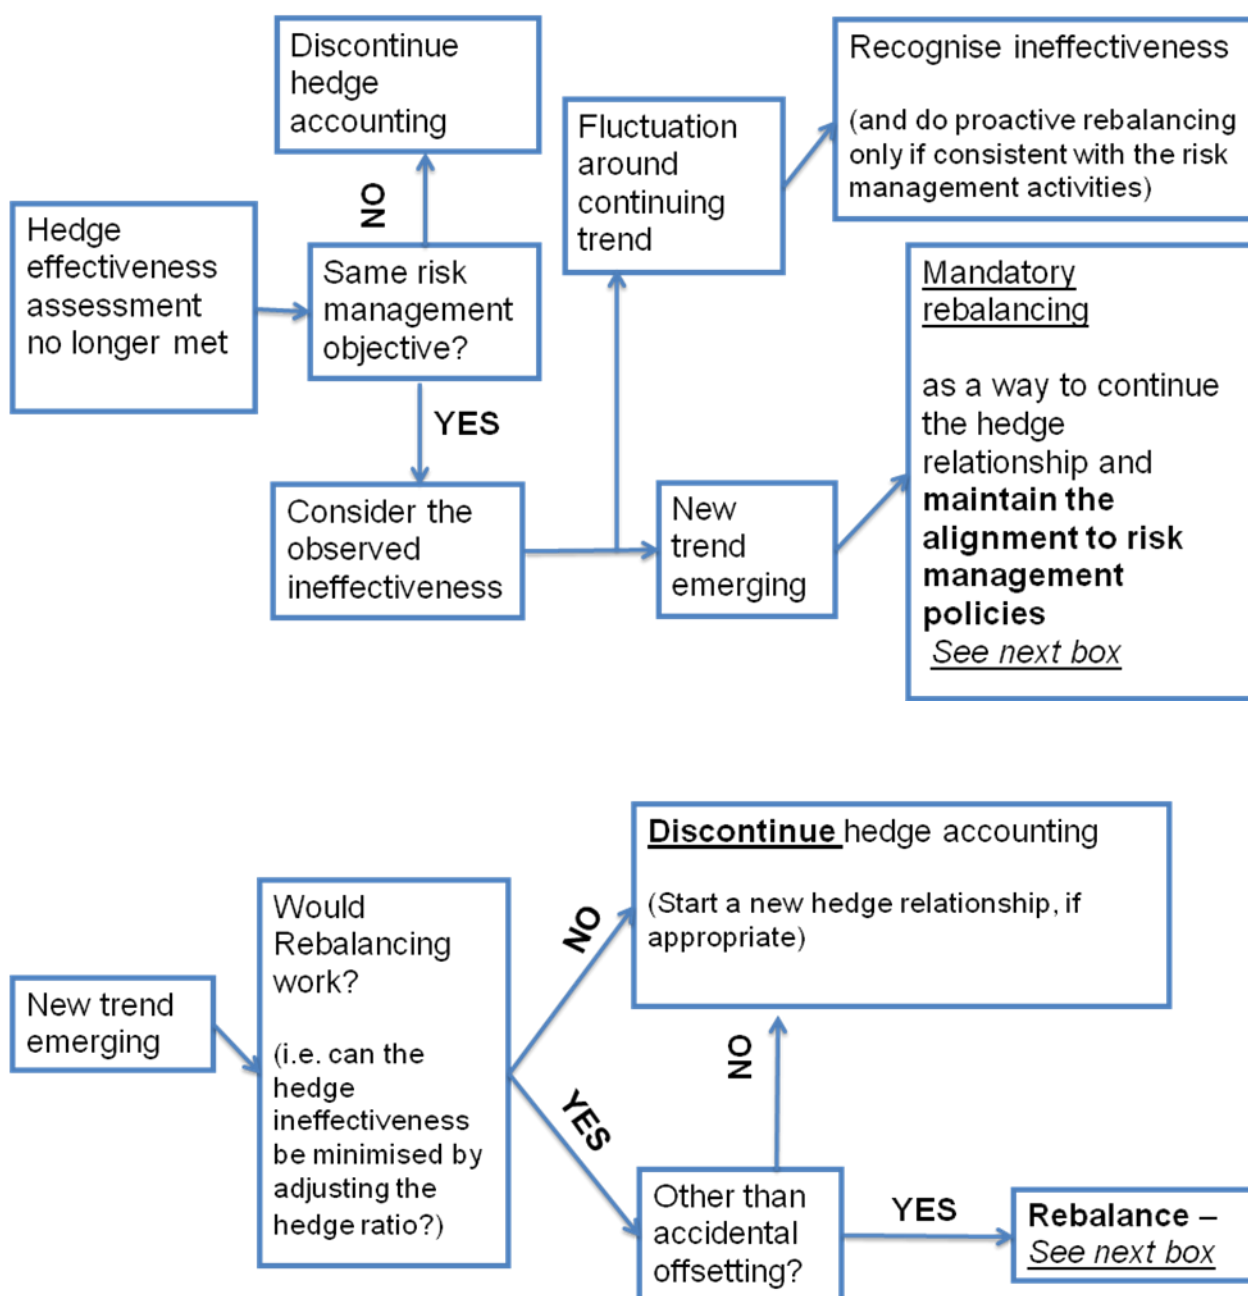 Discontinue
hedge
accounting
Recognise ineffectiveness
(and do proactive rebalancing
only if consistent with the risk
management activities)
Fluctuation
around
continuing
trend
NO
Hedge
effectiveness
assessment
no longer met
Same risk
management
objective?
Mandatory
rebalancing
as a way to continue
the hedge
relationship and
maintain the
alignment to risk
management
policies
See next box
YES
Consider the
observed
ineffectiveness
New
trend
emerging
Discontinue hedge accounting
(Start a new hedge relationship, if
appropriate)
Would
Rebalancing
work?
(i.e. can the
hedge
ineffectiveness
be minimised by
adjusting the
hedge ratio?)
NO
New trend
emerging
NO
YES
Other than
accidental
offsetting?
YES
Rebalance –
See next box